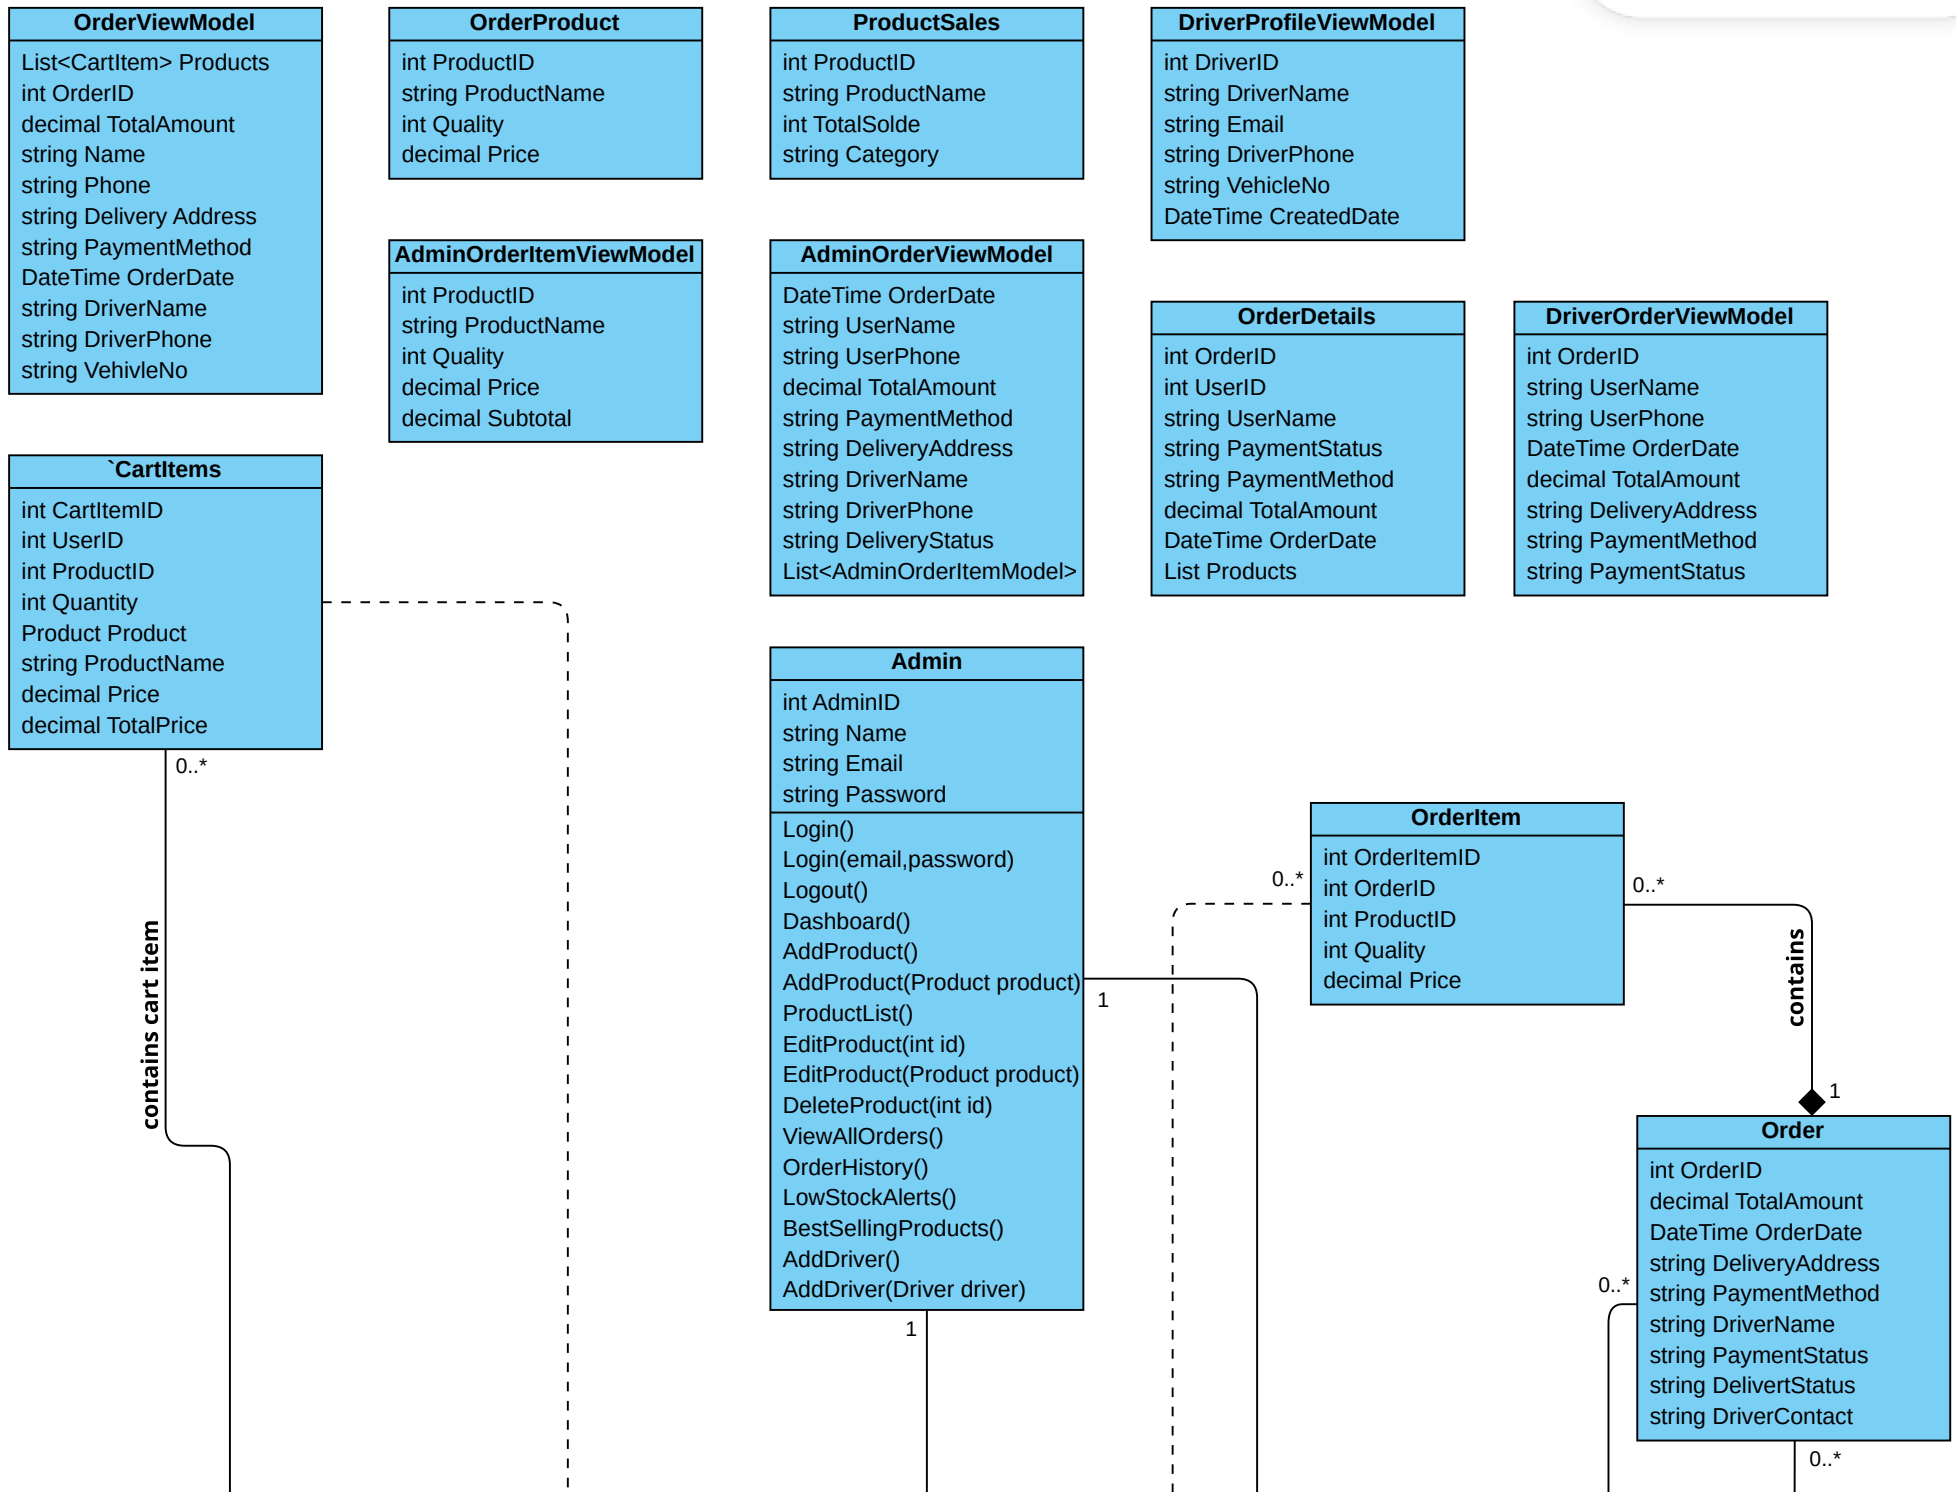 OrderViewModel
List<CartItem> Products
int OrderID
decimal TotalAmount
string Name
string Phone
string Delivery Address
string PaymentMethod
DateTime OrderDate
string DriverName
string DriverPhone
string VehivleNo
OrderProduct
int ProductID
string ProductName
int Quality
decimal Price
ProductSales
int ProductID
string ProductName
int TotalSolde
string Category
DriverProfileViewModel
int DriverID
string DriverName
string Email
string DriverPhone
string VehicleNo
DateTime CreatedDate
AdminOrderItemViewModel
int ProductID
string ProductName
int Quality
decimal Price
decimal Subtotal
AdminOrderViewModel
DateTime OrderDate
string UserName
string UserPhone
decimal TotalAmount
string PaymentMethod
string DeliveryAddress
string DriverName
string DriverPhone
string DeliveryStatus
List<AdminOrderItemModel>
OrderDetails
int OrderID
int UserID
string UserName
string PaymentStatus
string PaymentMethod
decimal TotalAmount
DateTime OrderDate
List Products
DriverOrderViewModel
int OrderID
string UserName
string UserPhone
DateTime OrderDate
decimal TotalAmount
string DeliveryAddress
string PaymentMethod
string PaymentStatus
`CartItems
int CartItemID
int UserID
int ProductID
int Quantity
Product Product
string ProductName
decimal Price
decimal TotalPrice
0..*
contains cart item
Admin
int AdminID
string Name
string Email
string Password
Login()
Login(email,password)
Logout()
Dashboard()
AddProduct()
AddProduct(Product product)
ProductList()
EditProduct(int id)
EditProduct(Product product)
DeleteProduct(int id)
ViewAllOrders()
OrderHistory()
LowStockAlerts()
BestSellingProducts()
AddDriver()
AddDriver(Driver driver)
1
1
OrderItem
int OrderItemID
int OrderID
int ProductID
int Quality
decimal Price
0..*
0..*
contains
1
Order
int OrderID
decimal TotalAmount
DateTime OrderDate
string DeliveryAddress
string PaymentMethod
string DriverName
string PaymentStatus
string DelivertStatus
string DriverContact
0..*
0..*